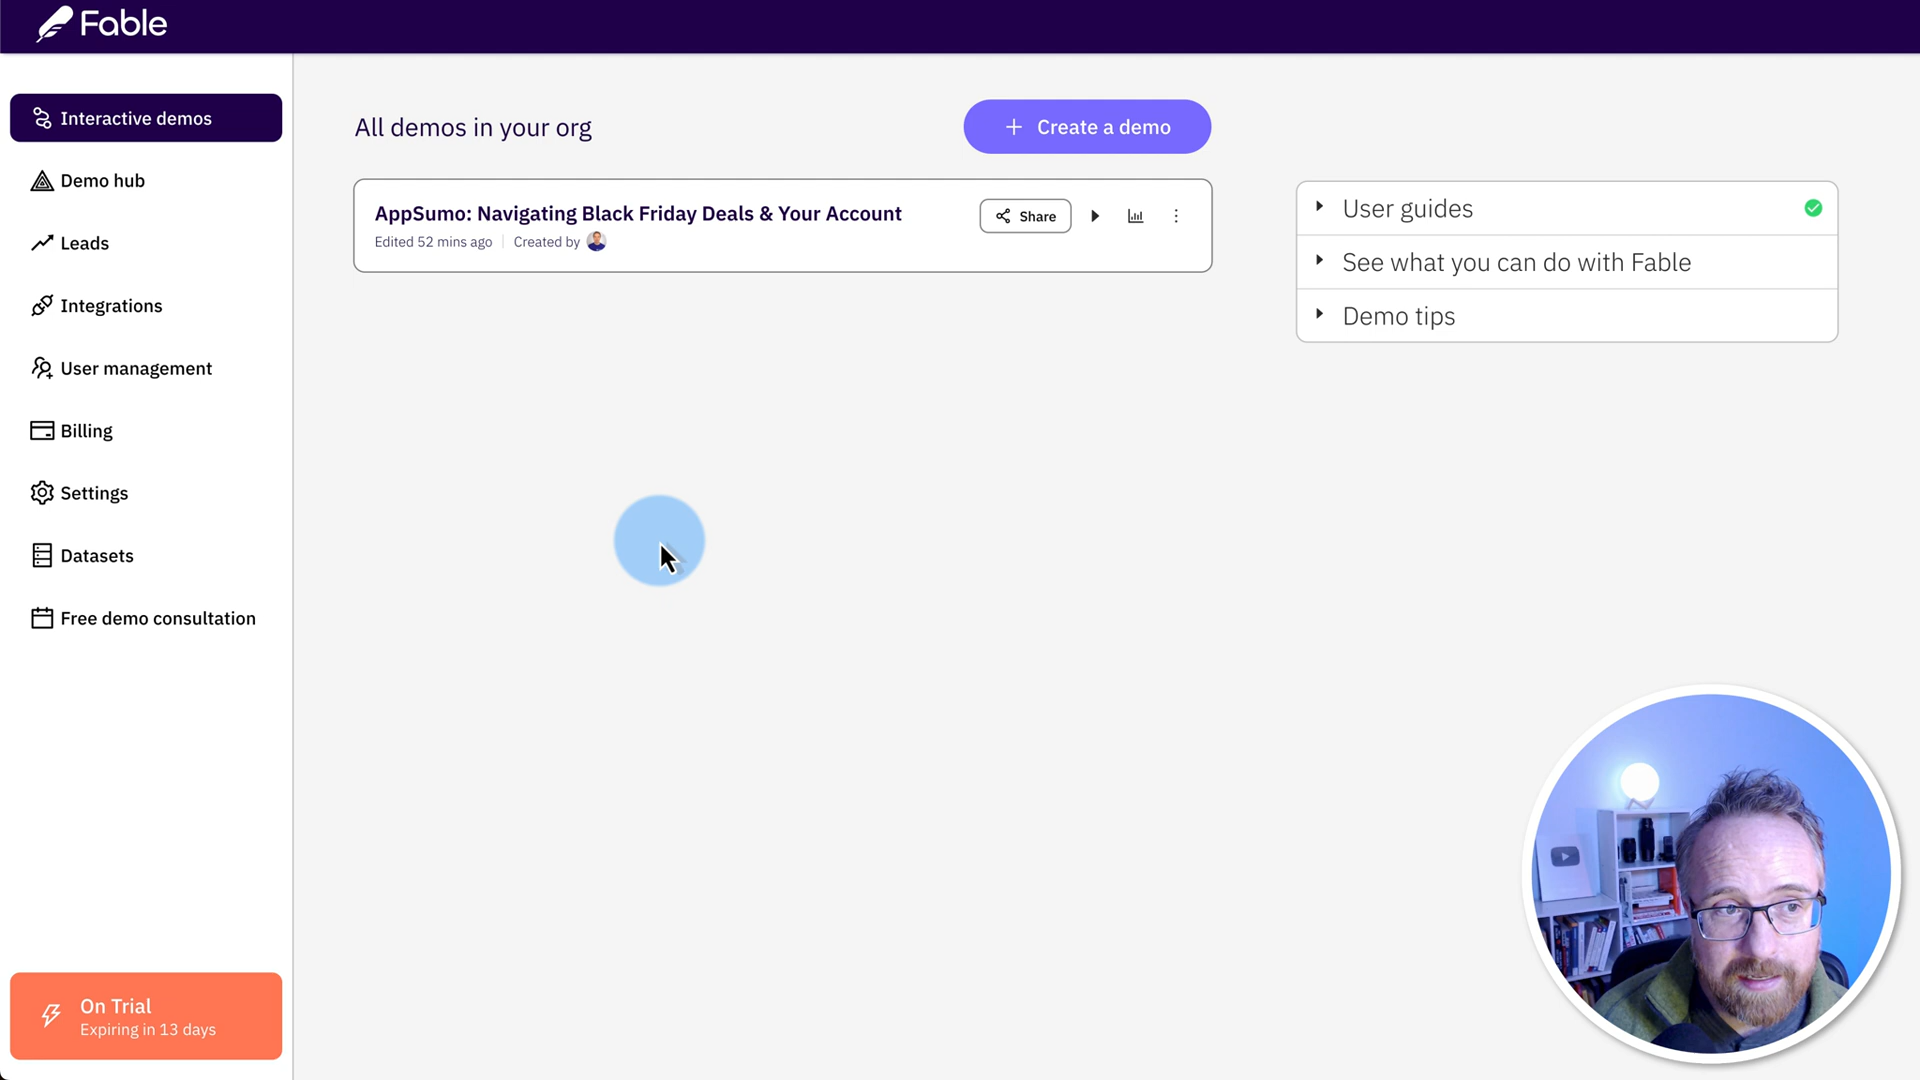 Fable
Interactive demos
Demo hub
Leads
Integrations
User management
Billing
Settings
Datasets
Free demo consultation
On Trial
Expiring in 13 days
All demos in your org
+ Create a demo
AppSumo: Navigating Black Friday Deals & Your Account
Edited 52 mins ago | Created by
Share
User guides
See what you can do with Fable
Demo tips